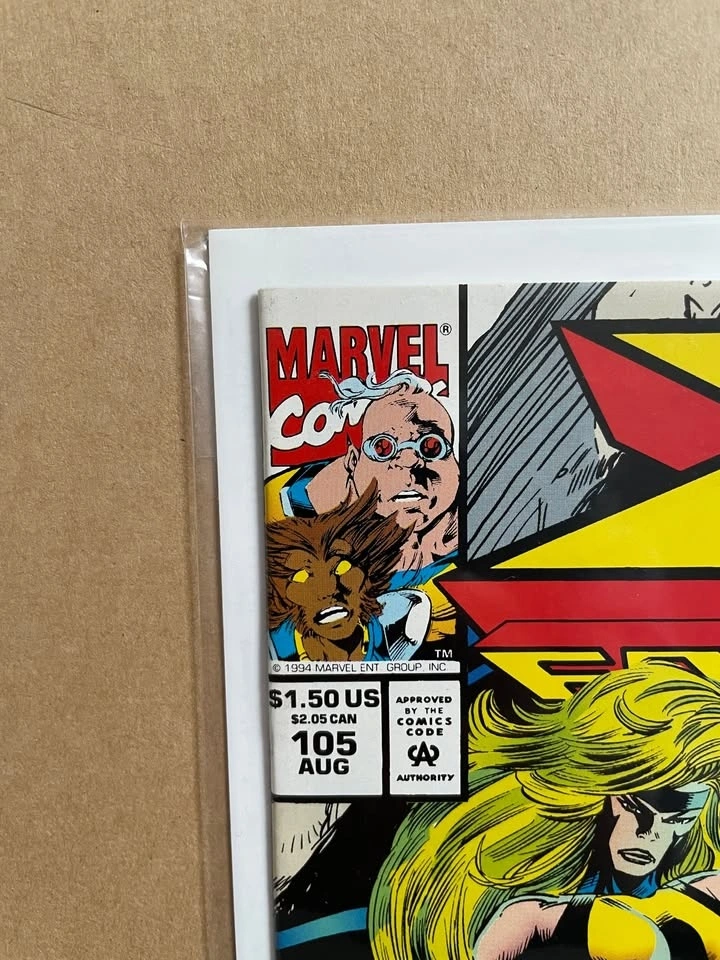 MARVEL®
TM
© 1994 MARVEL ENT. GROUP, INC.
$1.50 US
$2.05 CAN
105
AUG
APPROVED
BY THE
COMICS
CODE
CA
AUTHORITY